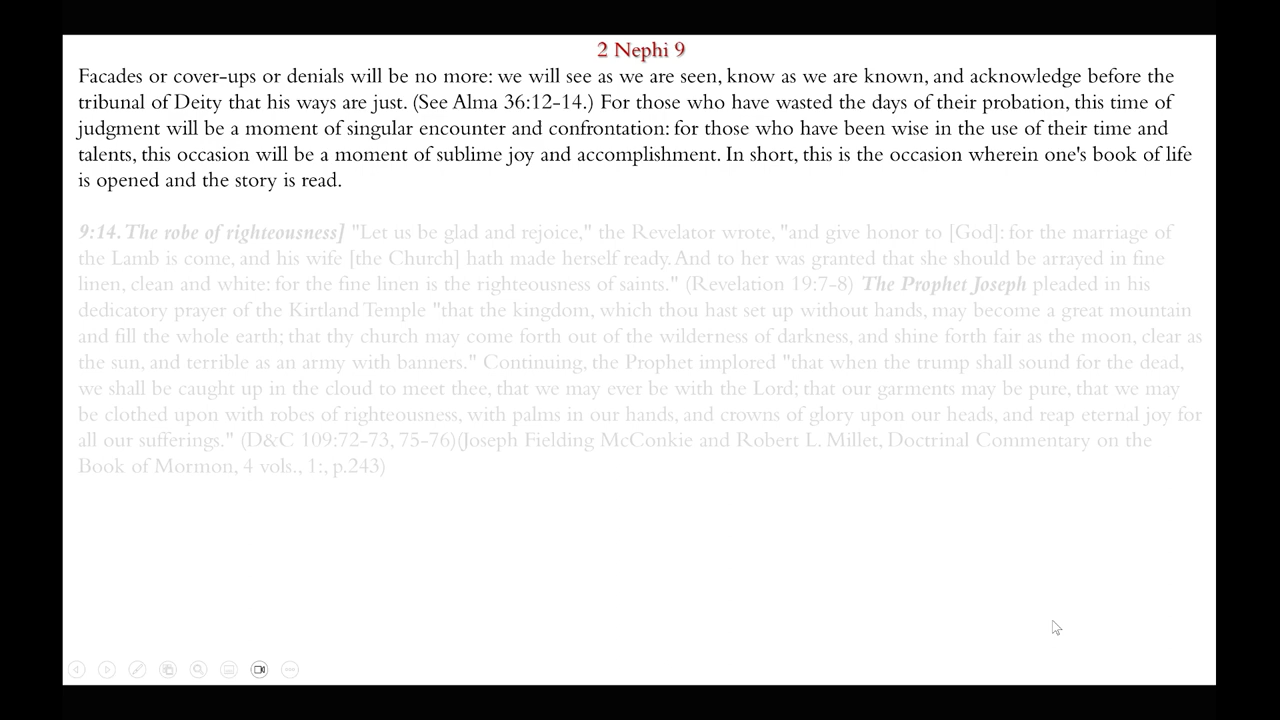 2 Nephi 9
Facades or cover-ups or denials will be no more: we will see as we are seen, know as we are known, and acknowledge before the
tribunal of Deity that his ways are just. (See Alma 36:12-14.) For those who have wasted the days of their probation, this time of
judgment will be a moment of singular encounter and confrontation: for those who have been wise in the use of their time and
talents, this occasion will be a moment of sublime joy and accomplishment. In short, this is the occasion wherein one's book of life
is opened and the story is read.
9:14. The robe of righteousness] "Let us be glad and rejoice," the Revelator wrote, "and give honor to [God]: for the marriage of
the Lamb is come, and his wife [the Church] hath made herself ready. And to her was granted that she should be arrayed in fine
linen, clean and white: for the fine linen is the righteousness of saints." (Revelation 19:7-8) The Prophet Joseph pleaded in his
dedicatory prayer of the Kirtland Temple "that the kingdom, which thou hast set up without hands, may become a great mountain
and fill the whole earth; that thy church may come forth out of the wilderness of darkness, and shine forth fair as the moon, clear as
the sun, and terrible as an army with banners." Continuing, the Prophet implored "that when the trump shall sound for the dead,
we shall be caught up in the cloud to meet thee, that we may ever be with the Lord; that our garments may be pure, that we may
be clothed upon with robes of righteousness, with palms in our hands, and crowns of glory upon our heads, and reap eternal joy for
all our sufferings." (D&C 109:72-73, 75-76)(Joseph Fielding McConkie and Robert L. Millet, Doctrinal Commentary on the
Book of Mormon, 4 vols., 1:, p.243)